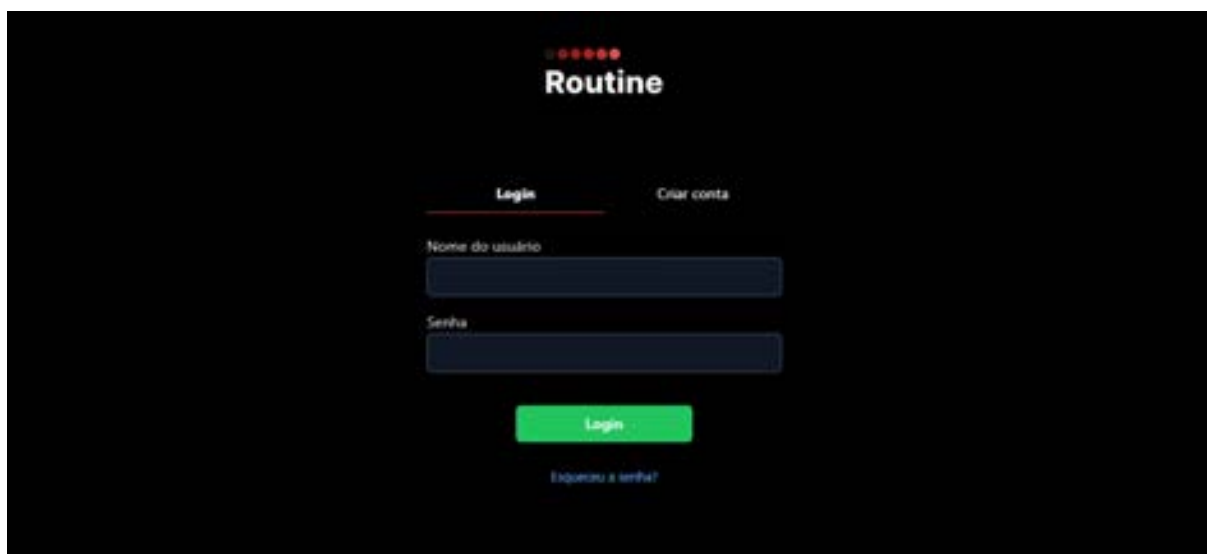 Routine
Login Criar conta
Nome do usuário
Senha
Login
Esqueceu a senha?